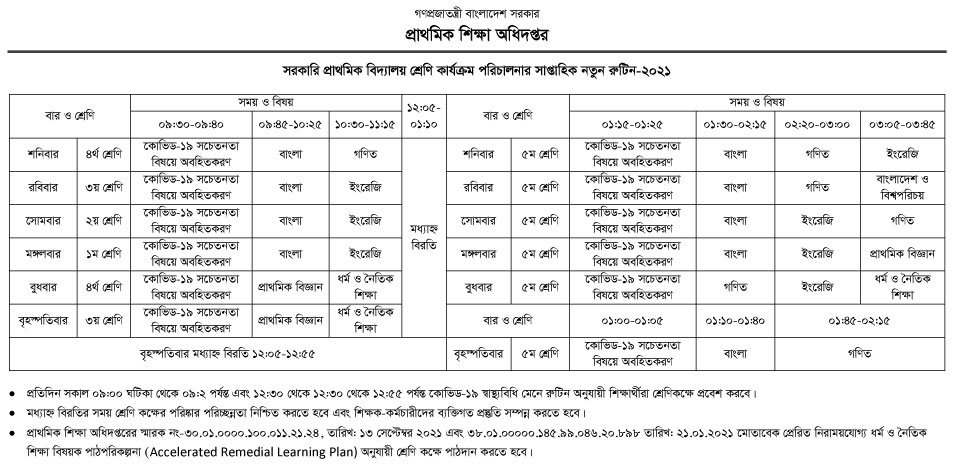 গণপ্রজাতন্ত্রী বাংলাদেশ সরকার
প্রাথমিক শিক্ষা অধিদপ্তর
সরকারি প্রাথমিক বিদ্যালয় শ্রেণি কার্যক্রম পরিচালনার সাপ্তাহিক নতুন রুটিন-২০২১
বার ও শ্রেণি সময় ও বিষয় ১২:০৫- ০১:১০ বার ও শ্রেণি সময় ও বিষয়
০৯:৩০-০৯:৪০ ০৯:৪৫-১০:২৫ ১০:৩০-১১:১৫ ০১:১৫-০১:২৫ ০১:৩০-০২:১৫ ০২:২০-০৩:০০ ০৩:০৫-০৩:৪৫
শনিবার ৪র্থ শ্রেণি কোভিড-১৯ সচেতনতা বিষয়ে অবহিতকরণ বাংলা গণিত মধ্যাহ্ন বিরতি শনিবার ৫ম শ্রেণি কোভিড-১৯ সচেতনতা বিষয়ে অবহিতকরণ বাংলা গণিত ইংরেজি
রবিবার ৩য় শ্রেণি কোভিড-১৯ সচেতনতা বিষয়ে অবহিতকরণ বাংলা ইংরেজি রবিবার ৫ম শ্রেণি কোভিড-১৯ সচেতনতা বিষয়ে অবহিতকরণ বাংলা গণিত বাংলাদেশ ও বিশ্বপরিচয়
সোমবার ২য় শ্রেণি কোভিড-১৯ সচেতনতা বিষয়ে অবহিতকরণ বাংলা ইংরেজি সোমবার ৫ম শ্রেণি কোভিড-১৯ সচেতনতা বিষয়ে অবহিতকরণ বাংলা ইংরেজি গণিত
মঙ্গলবার ১ম শ্রেণি কোভিড-১৯ সচেতনতা বিষয়ে অবহিতকরণ বাংলা ইংরেজি মঙ্গলবার ৫ম শ্রেণি কোভিড-১৯ সচেতনতা বিষয়ে অবহিতকরণ বাংলা ইংরেজি প্রাথমিক বিজ্ঞান
বুধবার ৪র্থ শ্রেণি কোভিড-১৯ সচেতনতা বিষয়ে অবহিতকরণ প্রাথমিক বিজ্ঞান ধর্ম ও নৈতিক শিক্ষা বুধবার ৫ম শ্রেণি কোভিড-১৯ সচেতনতা বিষয়ে অবহিতকরণ গণিত ইংরেজি ধর্ম ও নৈতিক শিক্ষা
বৃহস্পতিবার ৩য় শ্রেণি কোভিড-১৯ সচেতনতা বিষয়ে অবহিতকরণ প্রাথমিক বিজ্ঞান ধর্ম ও নৈতিক শিক্ষা বার ও শ্রেণি ০১:০০-০১:০৫ ০১:১০-০১:৪০ ০১:৪৫-০২:১৫
বৃহস্পতিবার মধ্যাহ্ন বিরতি ১২:০৫-১২:৫৫ বৃহস্পতিবার ৫ম শ্রেণি কোভিড-১৯ সচেতনতা বিষয়ে অবহিতকরণ বাংলা গণিত
• প্রতিদিন সকাল ০৯:০০ ঘটিকা থেকে ০৯:২ পর্যন্ত এবং ১২:৩০ থেকে ১২:৩০ থেকে ১২:৫৫ পর্যন্ত কোভিড-১৯ স্বাস্থ্যবিধি মেনে রুটিন অনুযায়ী শিক্ষার্থীরা শ্রেণিকক্ষে প্রবেশ করবে।
• মধ্যাহ্ন বিরতির সময় শ্রেণি কক্ষের পরিষ্কার পরিচ্ছন্নতা নিশ্চিত করতে হবে এবং শিক্ষক-কর্মচারীদের ব্যক্তিগত প্রস্তুতি সম্পন্ন করতে হবে।
• প্রাথমিক শিক্ষা অধিদপ্তরের স্মারক নং-৩০.০১.০০০০.১০০.০১১.২১.২৪, তারিখ: ১৩ সেপ্টেম্বর ২০২১ এবং ৩৮.০১.০০০০০.১৪৫.৯৯.০৪৬.২০.৮৯৮ তারিখ: ২১.০১.২০২১ মোতাবেক প্রেরিত নিরাময়যোগ্য ধর্ম ও নৈতিক
শিক্ষা বিষয়ক পাঠপরিকল্পনা (Accelerated Remedial Learning Plan) অনুযায়ী শ্রেণি কক্ষে পাঠদান করতে হবে।